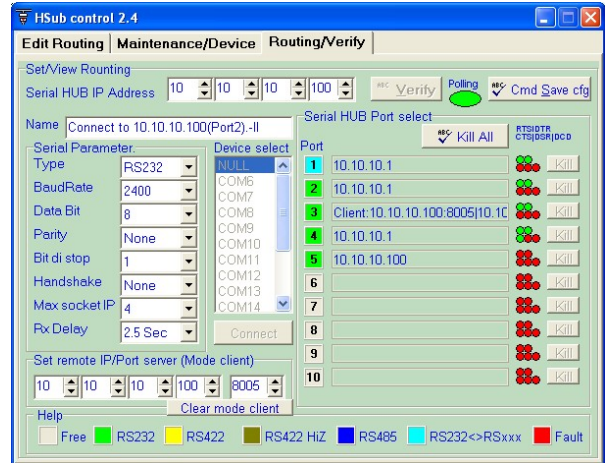 HSub control 2.4
Edit Routing Maintenance/Device Routing/Verify
Set/View Rounting
Serial HUB IP Address 10 10 10 100 ABC Verify Polling ABC Cmd Save cfg
Name Connect to 10.10.10.100(Port2).-II
Serial HUB Port select
ABC Kill All RTS|DTR
CTS|DSR|DCD
Serial Parameter.
Type RS232
BaudRate 2400
Data Bit 8
Parity None
Bit di stop 1
Handshake None
Max socket IP 4
Rx Delay 2.5 Sec
Device select
NULL
COM6
COM7
COM8
COM9
COM10
COM11
COM12
COM13
COM14
Connect
Port
1 10.10.10.1 Kill
2 10.10.10.1 Kill
3 Client:10.10.10.100:8005|10.10 Kill
4 10.10.10.1 Kill
5 10.10.10.100 Kill
6 Kill
7 Kill
8 Kill
9 Kill
10 Kill
Set remote IP/Port server (Mode client)
10 10 10 100 8005
Clear mode client
Help
Free RS232 RS422 RS422 HiZ RS485 RS232<>RSxxx Fault